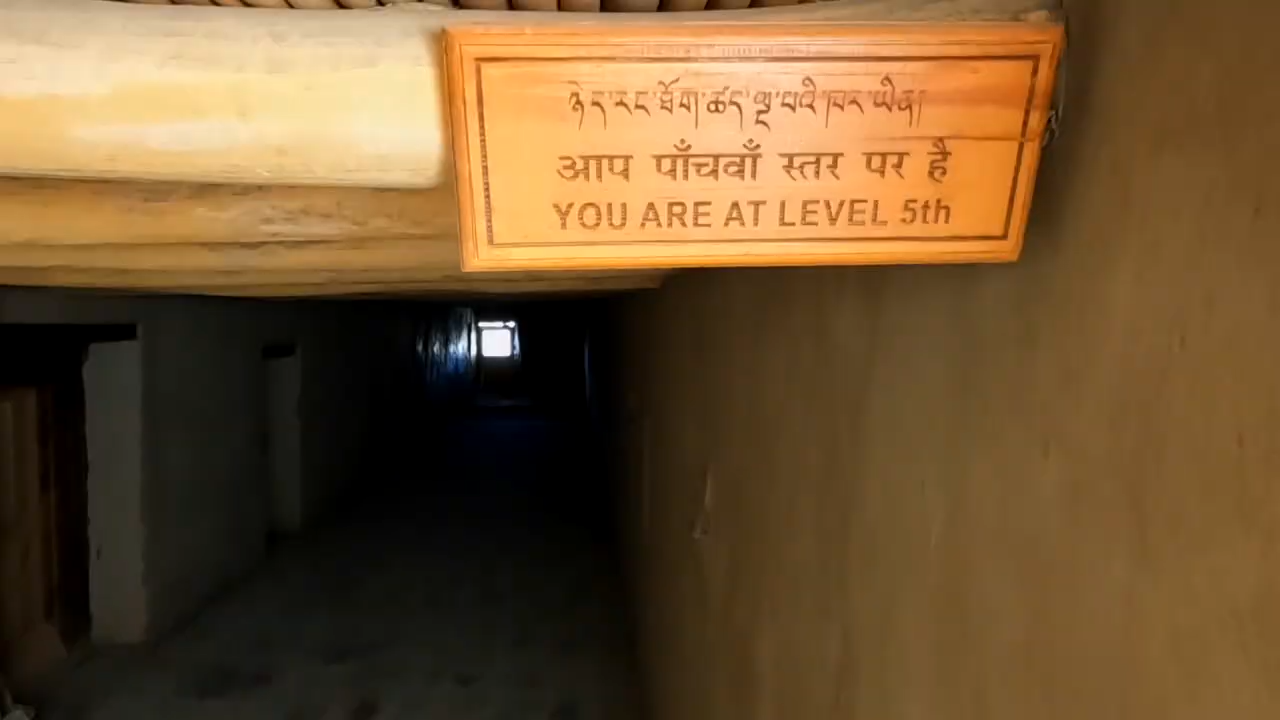 ཉེད་རང་ཐོག་ཚད་ལྔ་པའི་ཁར་ཡིན།
आप पाँचवाँ स्तर पर है
YOU ARE AT LEVEL 5th